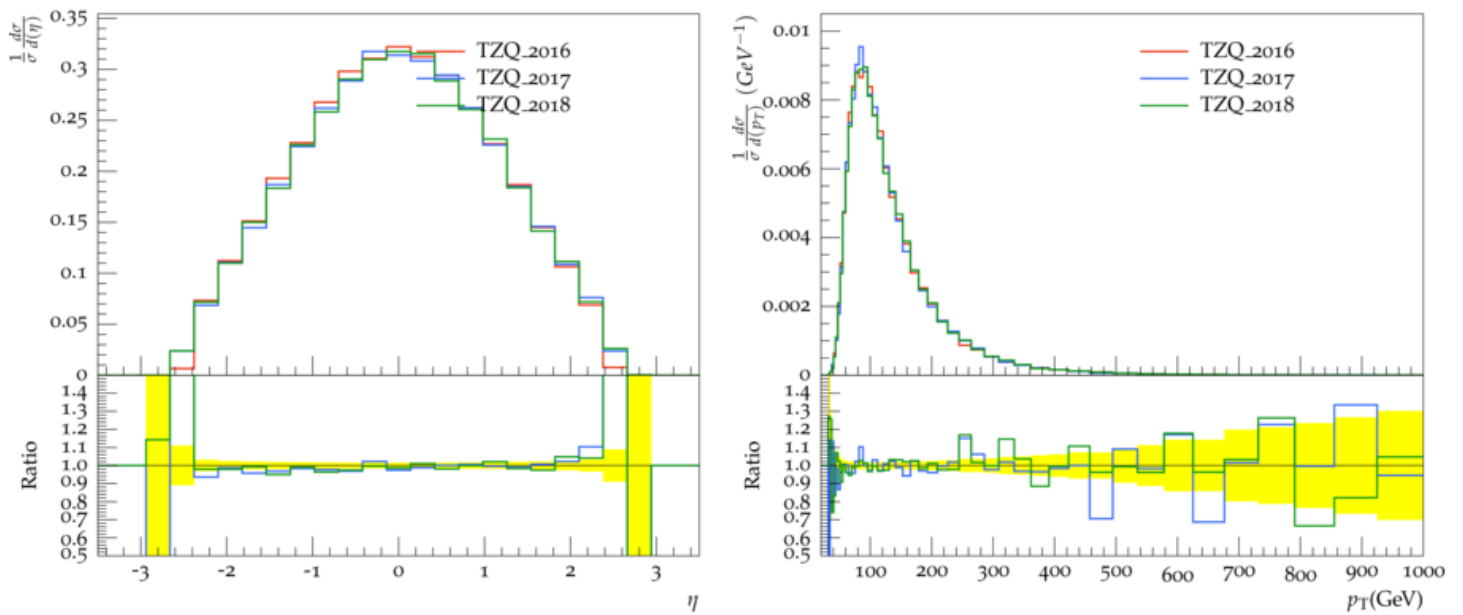 1/σ dσ/d(η)
0.35
0.3
0.25
0.2
0.15
0.1
0.05
0
TZQ_2016
TZQ_2017
TZQ_2018
Ratio
1.4
1.3
1.2
1.1
1.0
0.9
0.8
0.7
0.6
0.5
-3 -2 -1 0 1 2 3
η
1/σ dσ/d(pT) (GeV−1)
0.01
0.008
0.006
0.004
0.002
0
TZQ_2016
TZQ_2017
TZQ_2018
Ratio
1.4
1.3
1.2
1.1
1.0
0.9
0.8
0.7
0.6
0.5
100 200 300 400 500 600 700 800 900 1000
pT(GeV)